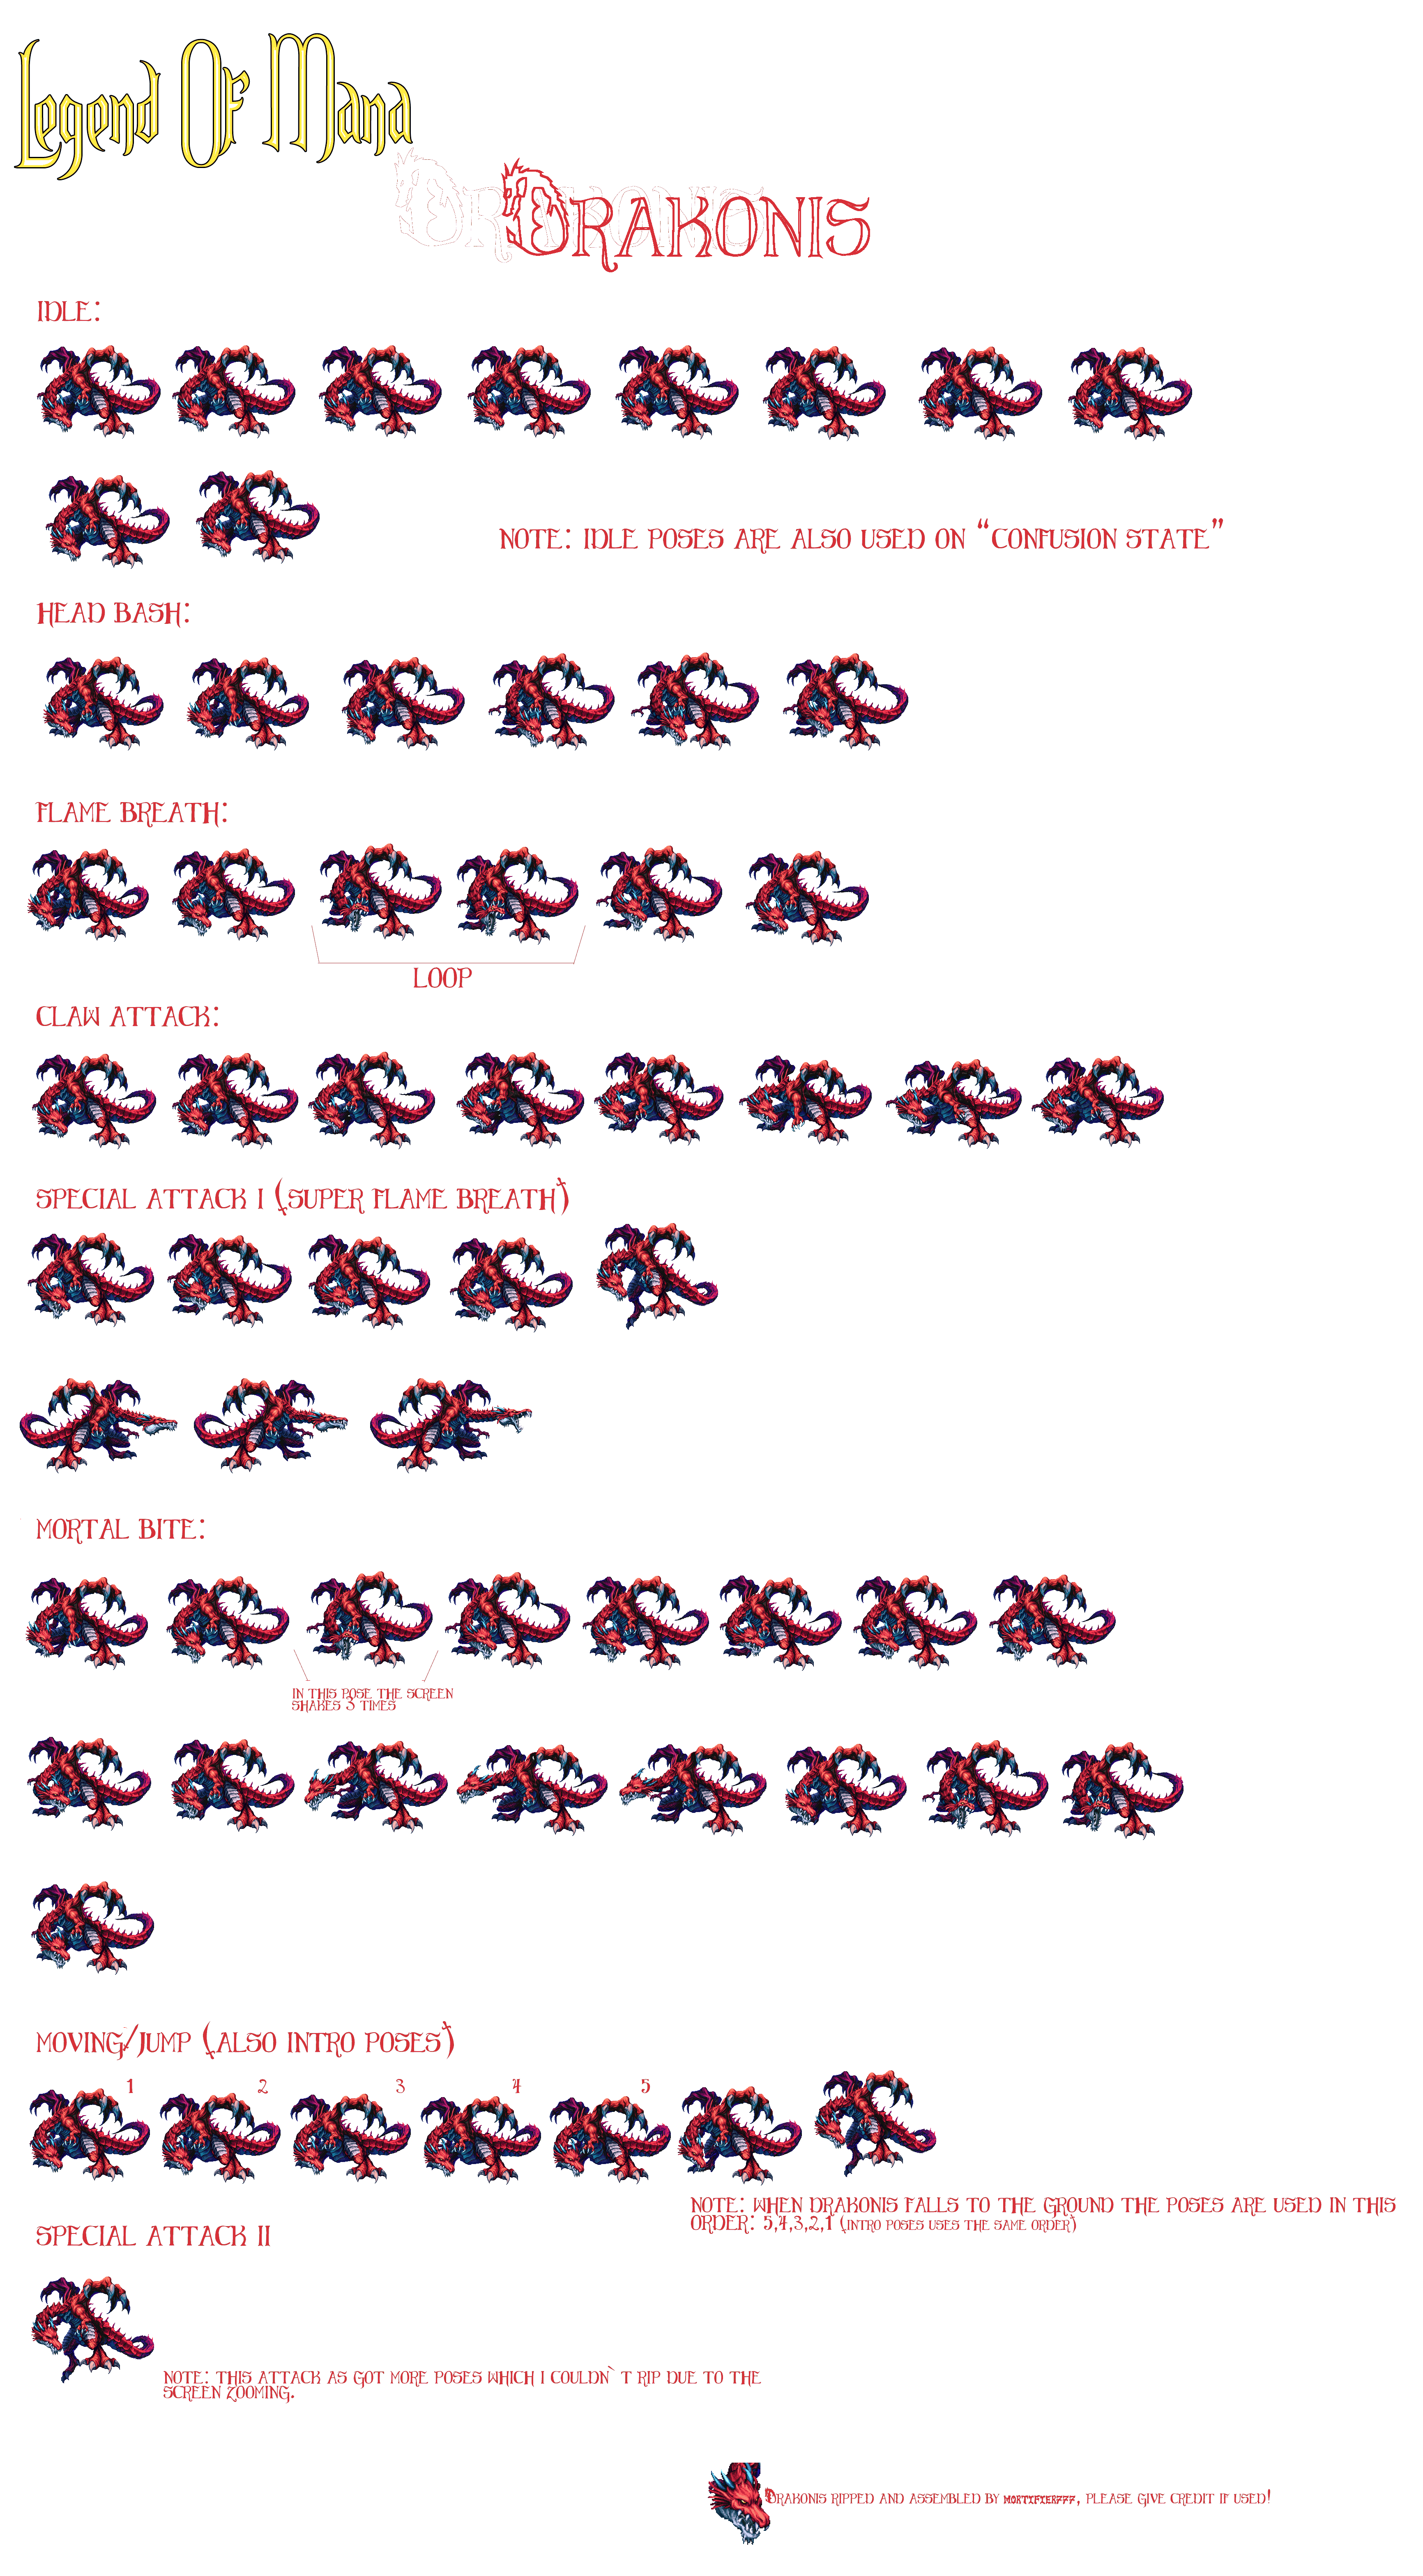 Legend Of Mana
DRAKONIS
IDLE:
NOTE: IDLE POSES ARE ALSO USED ON “CONFUSION STATE”
HEAD BASH:
FLAME BREATH:
LOOP
CLAW ATTACK:
SPECIAL ATTACK I (SUPER FLAME BREATH)
MORTAL BITE:
IN THIS POSE THE SCREEN
SHAKES 3 TIMES
MOVING/JUMP (ALSO INTRO POSES)
1 2 3 4 5
NOTE: WHEN DRAKONIS FALLS TO THE GROUND THE POSES ARE USED IN THIS
ORDER: 5,4,3,2,1 (INTRO POSES USES THE SAME ORDER)
SPECIAL ATTACK II
NOTE: THIS ATTACK AS GOT MORE POSES WHICH I COULDN`T RIP DUE TO THE
SCREEN ZOOMING.
DRAKONIS RIPPED AND ASSEMBLED BY MORTIFIER777, PLEASE GIVE CREDIT IF USED!